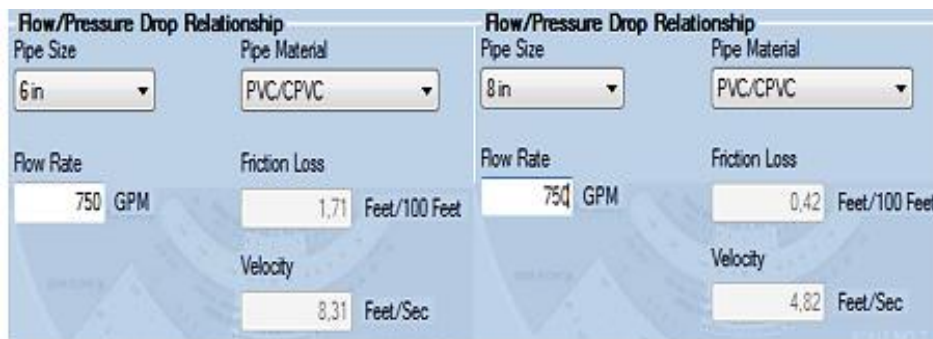 Flow/Pressure Drop Relationship
Pipe Size Pipe Material
6 in PVC/CPVC
Flow Rate Friction Loss
750 GPM 1,71 Feet/100 Feet
Velocity
8,31 Feet/Sec
Flow/Pressure Drop Relationship
Pipe Size Pipe Material
8 in PVC/CPVC
Flow Rate Friction Loss
750 GPM 0,42 Feet/100 Feet
Velocity
4,82 Feet/Sec